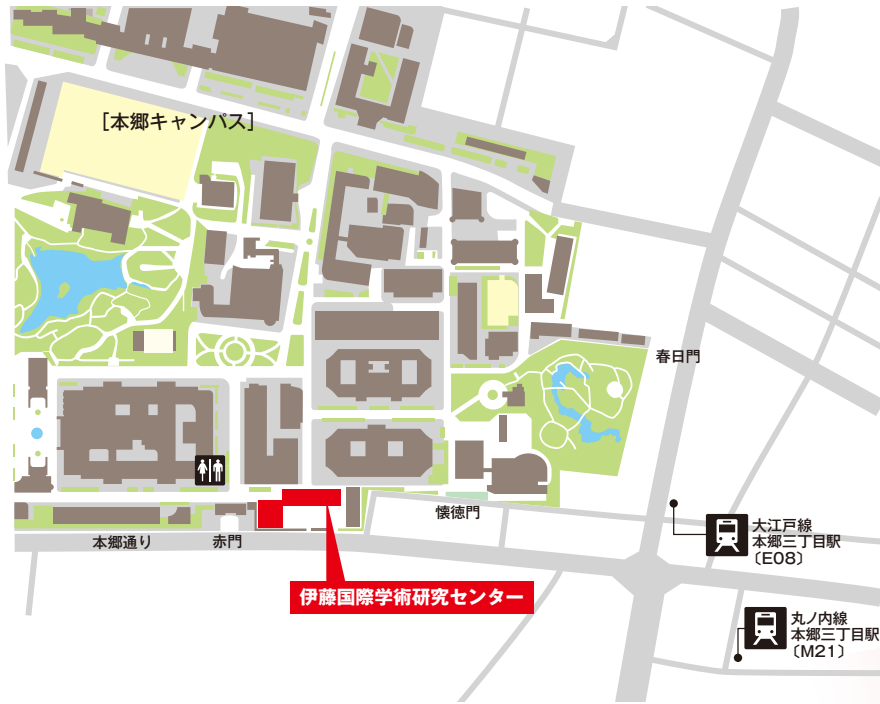 [本郷キャンパス]
春日門
懐徳門
大江戸線
本郷三丁目駅
〔E08〕
本郷通り
赤門
伊藤国際学術研究センター
丸ノ内線
本郷三丁目駅
〔M21〕